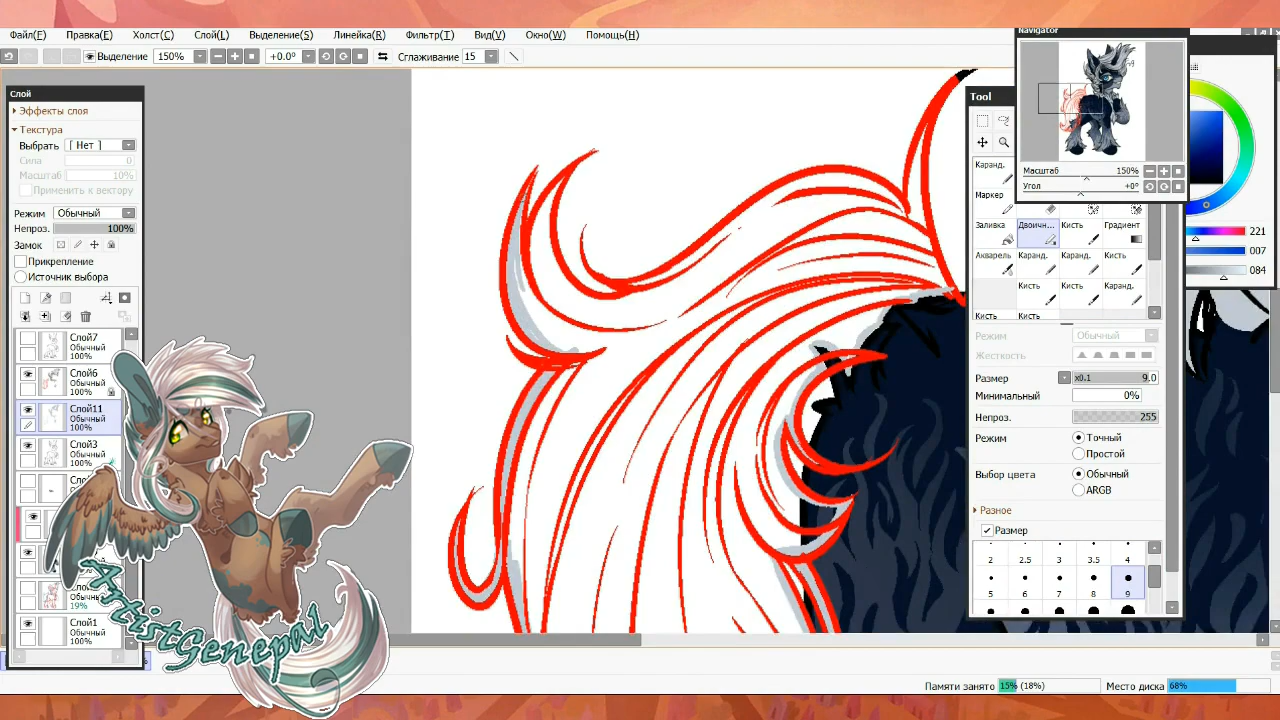 Navigator
Файл(F) Правка(E) Холст(C) Слой(L) Выделение(S) Линейка(R) Фильтр(T) Вид(V) Окно(W) Помощь(H)
Выделение 150% +0.0° Сглаживание 15
Слой
Эффекты слоя
Текстура
Выбрать [ Нет ]
Сила 0
Масштаб 10%
Применить к вектору
Режим Обычный
Непроз. 100%
Замок
Прикрепление
Источник выбора
Слой7
Обычный
100%
Слой6
Обычный
100%
Слой11
Обычный
100%
Слой3
Обычный
100%
19%
Слой1
Обычный
100%
ArtistGenepal
Масштаб 150%
Угол +0°
Tool
Каранд.
Маркер
Заливка Двоичн... Кисть Градиент
Акварель Каранд. Каранд. Кисть
Кисть Кисть Каранд.
Кисть Кисть
221
007
084
Режим Обычный
Жесткость
Размер x0.1 9.0
Минимальный 0%
Непроз. 255
Режим Точный
Простой
Выбор цвета Обычный
ARGB
Разное
Размер
2 2.5 3 3.5 4
5 6 7 8 9
Памяти занято 15% (18%) Место диска 68%